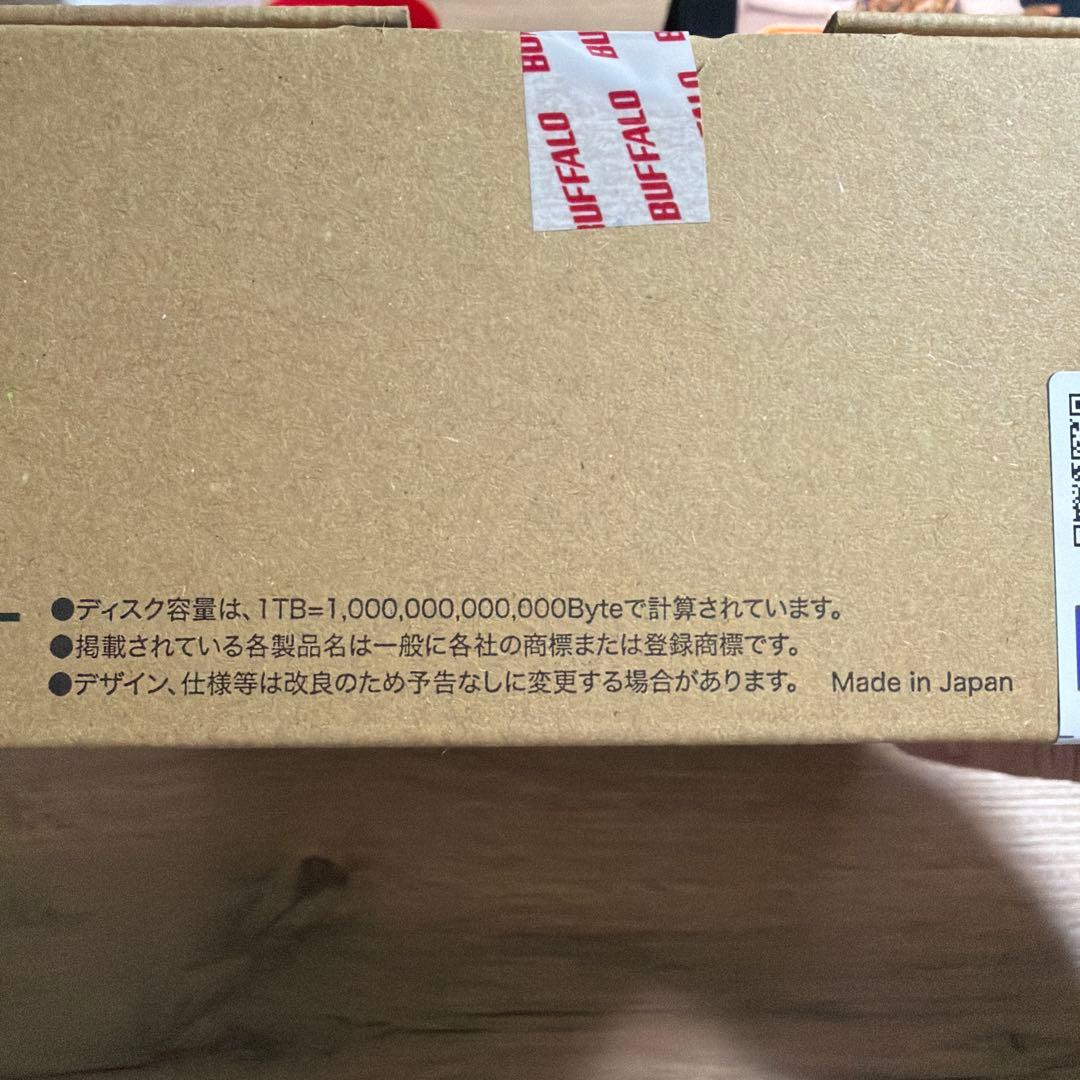 BUFFALO
BUFFALO
●ディスク容量は、1TB=1,000,000,000,000Byteで計算されています。
●掲載されている各製品名は一般に各社の商標または登録商標です。
●デザイン、仕様等は改良のため予告なしに変更する場合があります。 Made in Japan